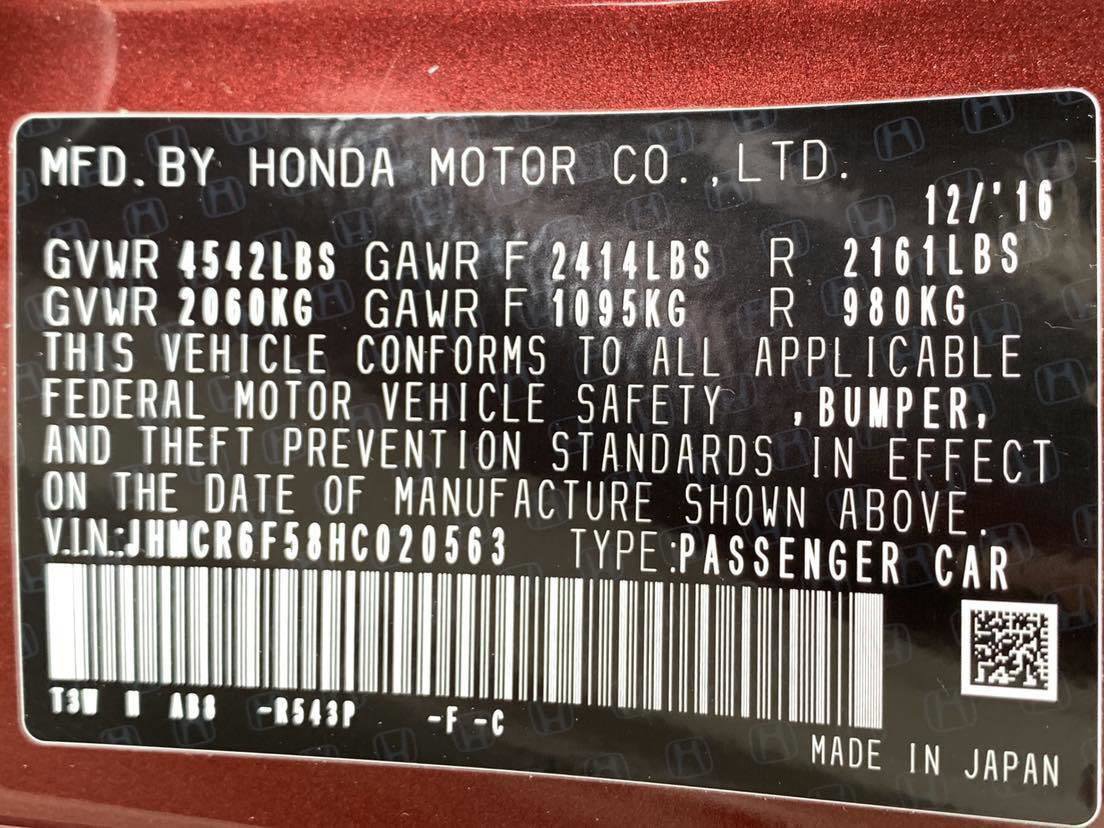 MFD. BY HONDA MOTOR CO., LTD.
12/'16
GVWR 4542LBS GAWR F 2414LBS R 2161LBS
GVWR 2060KG GAWR F 1095KG R 980KG
THIS VEHICLE CONFORMS TO ALL APPLICABLE
FEDERAL MOTOR VEHICLE SAFETY ,BUMPER,
AND THEFT PREVENTION STANDARDS IN EFFECT
ON THE DATE OF MANUFACTURE SHOWN ABOVE.
V.I.N.:JHMCR6F58HC020563 TYPE:PASSENGER CAR
T3W N AB8 -R543P -F -C
MADE IN JAPAN